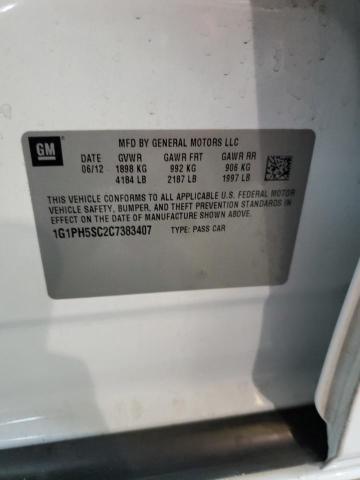 GM
MFD BY GENERAL MOTORS LLC
DATE GVWR GAWR FRT GAWR RR
06/12 1898 KG 992 KG 906 KG
4184 LB 2187 LB 1997 LB
THIS VEHICLE CONFORMS TO ALL APPLICABLE U.S. FEDERAL MOTOR
VEHICLE SAFETY, BUMPER, AND THEFT PREVENTION STANDARDS
IN EFFECT ON THE DATE OF MANUFACTURE SHOWN ABOVE.
1G1PH5SC2C7383407 TYPE: PASS CAR